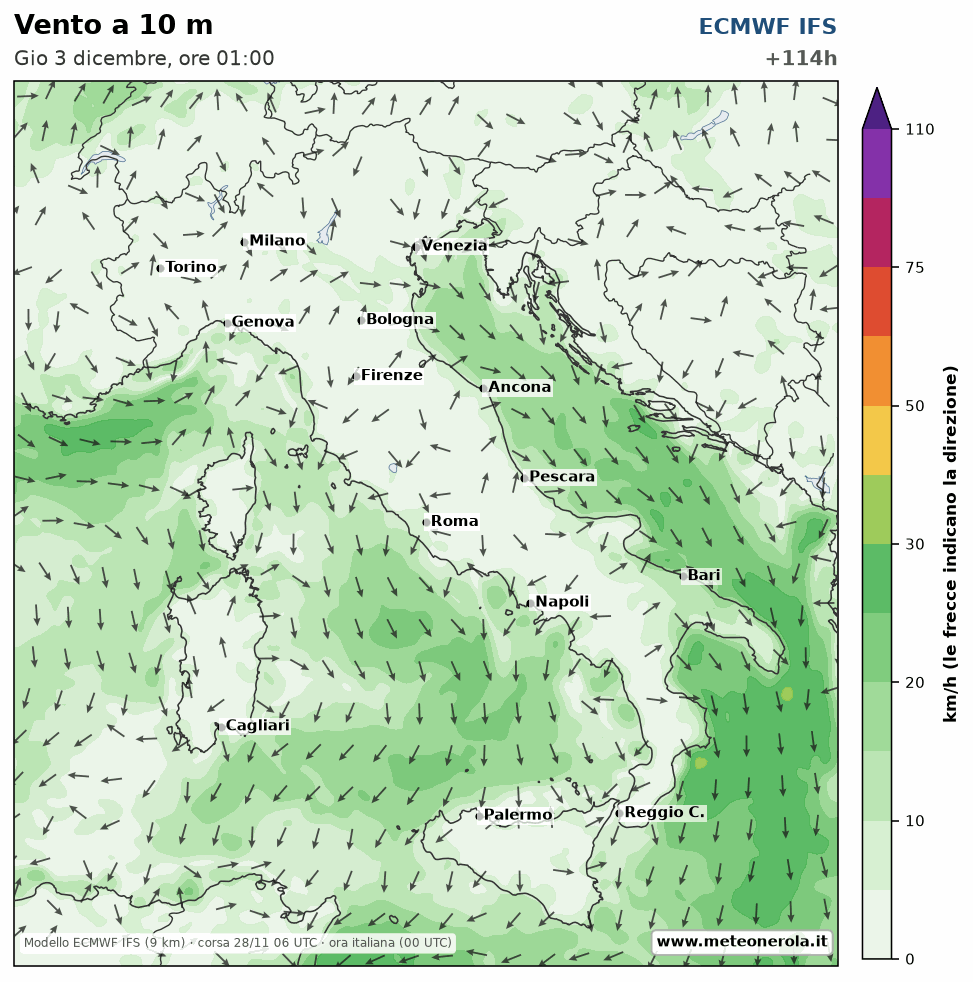 Vento a 10 m
ECMWF IFS
Gio 3 dicembre, ore 01:00
+114h
Milano
Venezia
Torino
Genova
Bologna
Firenze
Ancona
Pescara
Roma
Bari
Napoli
Cagliari
Palermo
Reggio C.
110
75
50
30
20
10
0
km/h (le frecce indicano la direzione)
Modello ECMWF IFS (9 km) · corsa 28/11 06 UTC · ora italiana (00 UTC)
www.meteonerola.it